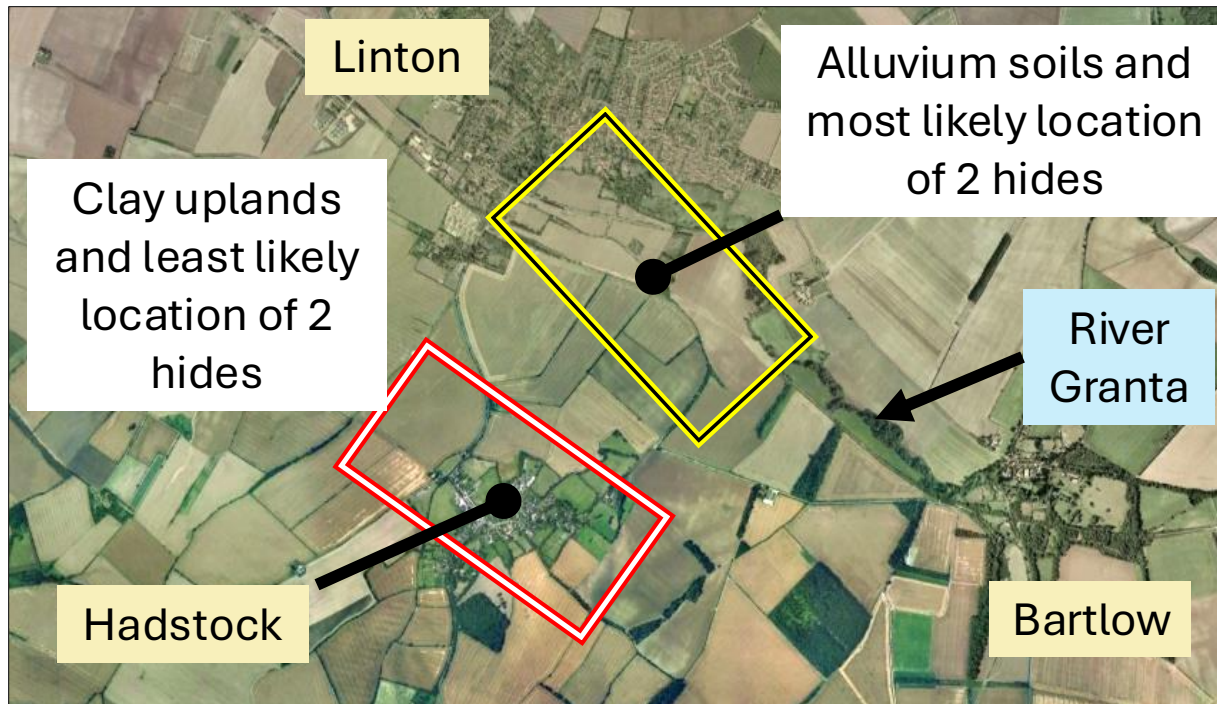 Linton
Alluvium soils and
most likely location
of 2 hides
Clay uplands
and least likely
location of 2
hides
River
Granta
Hadstock
Bartlow